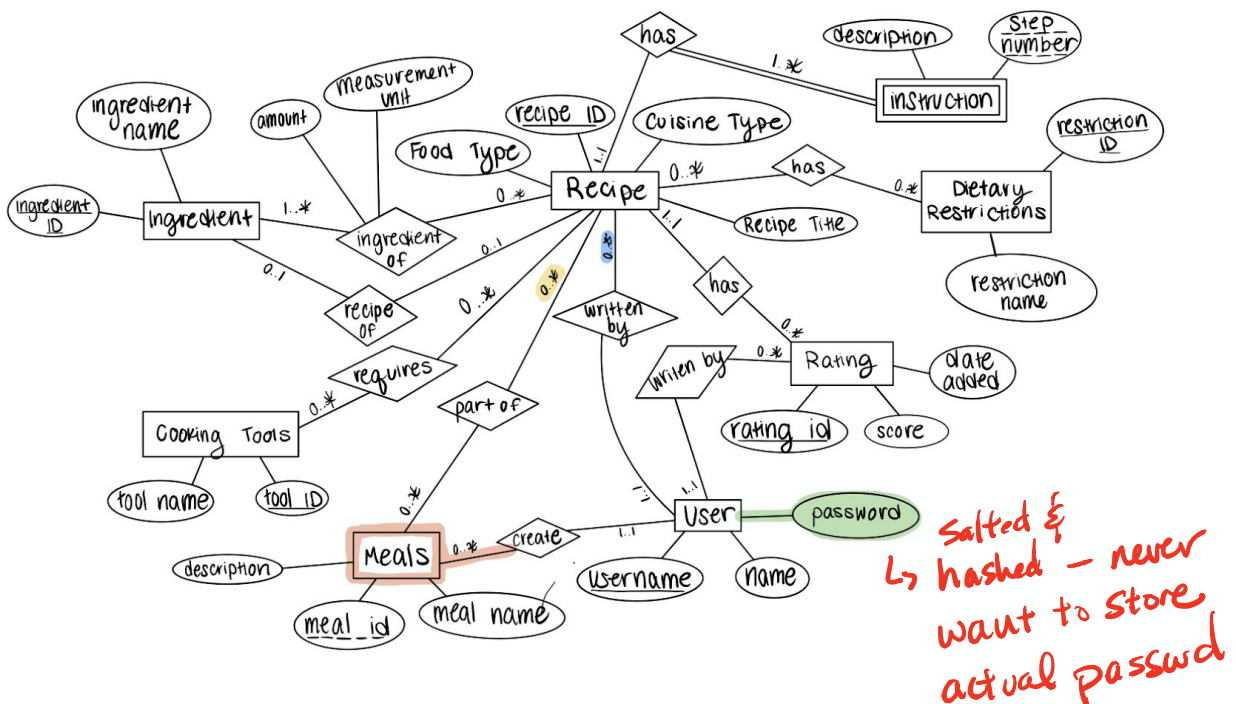 has
description
step
number
1..*
instruction
ingredient
name
amount
measurement
unit
recipe ID
Cuisine Type
restriction
ID
Food Type
1..1
0..*
has
0..*
Recipe
Dietary
Restrictions
ingredient
ID
Ingredient
1..*
ingredient
of
0..*
Recipe Title
1..1
0..1
0..1
0..*
0..*
0..*
has
restriction
name
recipe
of
written
by
0..*
requires
writen by
0..*
Rating
date
added
part of
0..*
Cooking Tools
rating id
score
tool name
tool ID
0..*
1..1
1..1
User
password
Meals
0..*
create
1..1
description
username
name
meal id
meal name
salted &
↳ hashed – never
want to store
actual passwrd